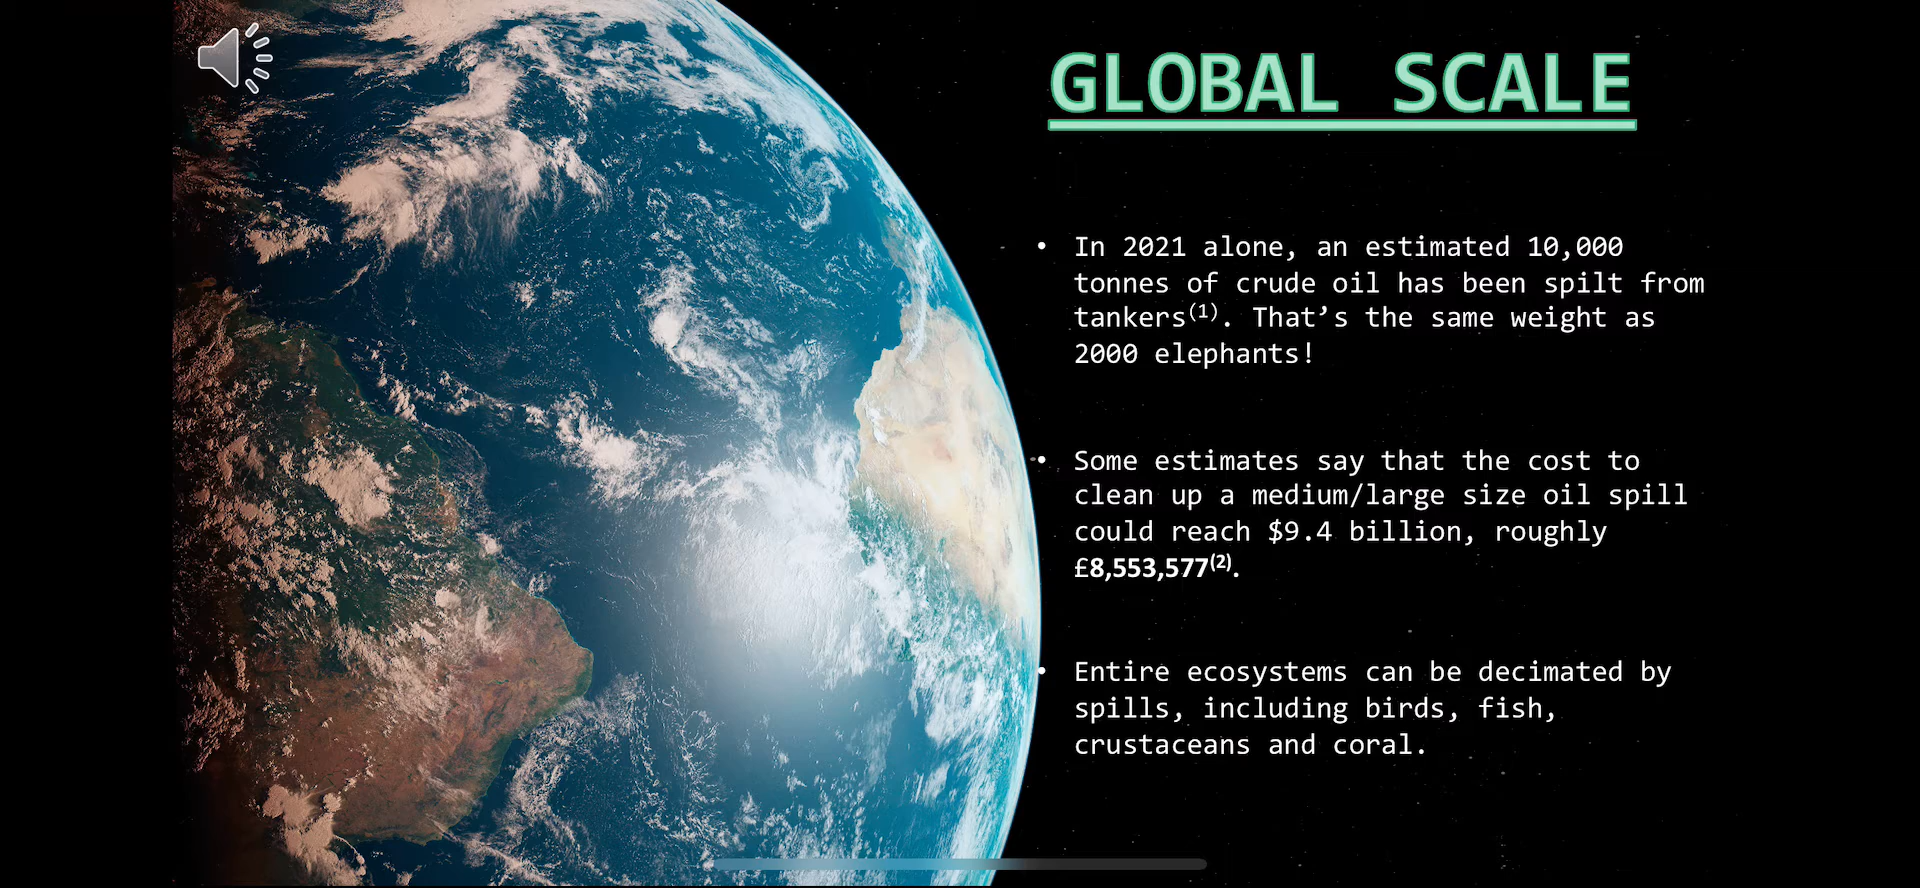 GLOBAL SCALE
• In 2021 alone, an estimated 10,000
tonnes of crude oil has been spilt from
tankers⁽¹⁾. That’s the same weight as
2000 elephants!
• Some estimates say that the cost to
clean up a medium/large size oil spill
could reach $9.4 billion, roughly
£8,553,577⁽²⁾.
• Entire ecosystems can be decimated by
spills, including birds, fish,
crustaceans and coral.